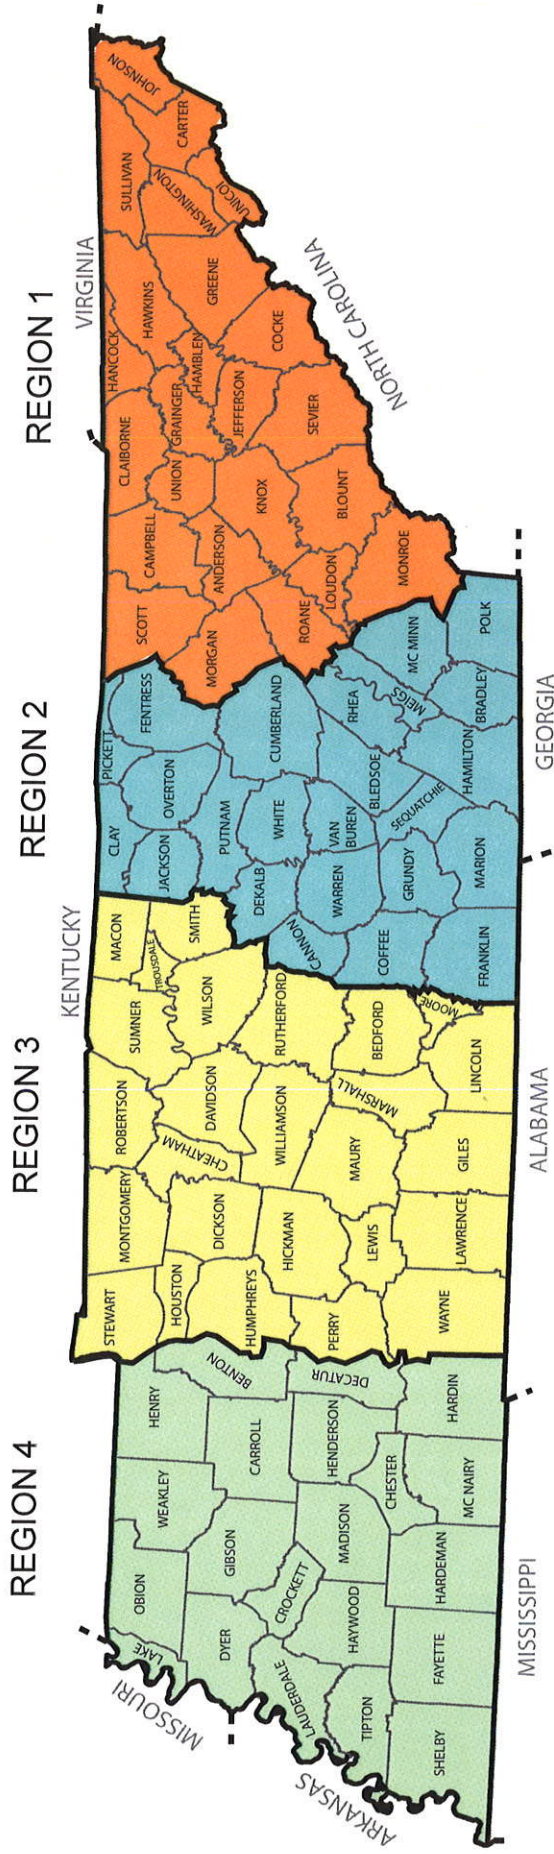 REGION 4
REGION 3
REGION 2
REGION 1
KENTUCKY
VIRGINIA
MISSOURI
ARKANSAS
MISSISSIPPI
ALABAMA
GEORGIA
NORTH CAROLINA
LAKE
OBION
WEAKLEY
HENRY
DYER
GIBSON
CARROLL
BENTON
LAUDERDALE
CROCKETT
TIPTON
HAYWOOD
MADISON
HENDERSON
DECATUR
CHESTER
SHELBY
FAYETTE
HARDEMAN
MC NAIRY
HARDIN
STEWART
MONTGOMERY
ROBERTSON
SUMNER
MACON
TROUSDALE
SMITH
HOUSTON
DICKSON
CHEATHAM
DAVIDSON
WILSON
HUMPHREYS
HICKMAN
WILLIAMSON
RUTHERFORD
PERRY
LEWIS
MAURY
MARSHALL
BEDFORD
MOORE
WAYNE
LAWRENCE
GILES
LINCOLN
CLAY
PICKETT
JACKSON
OVERTON
FENTRESS
PUTNAM
DEKALB
WHITE
CUMBERLAND
CANNON
WARREN
VAN
BUREN
BLEDSOE
RHEA
MEIGS
MC MINN
COFFEE
GRUNDY
SEQUATCHIE
FRANKLIN
MARION
HAMILTON
BRADLEY
POLK
SCOTT
CAMPBELL
CLAIBORNE
HANCOCK
HAWKINS
SULLIVAN
JOHNSON
CARTER
WASHINGTON
UNICOI
MORGAN
ANDERSON
UNION
GRAINGER
HAMBLEN
GREENE
ROANE
LOUDON
KNOX
JEFFERSON
COCKE
SEVIER
BLOUNT
MONROE